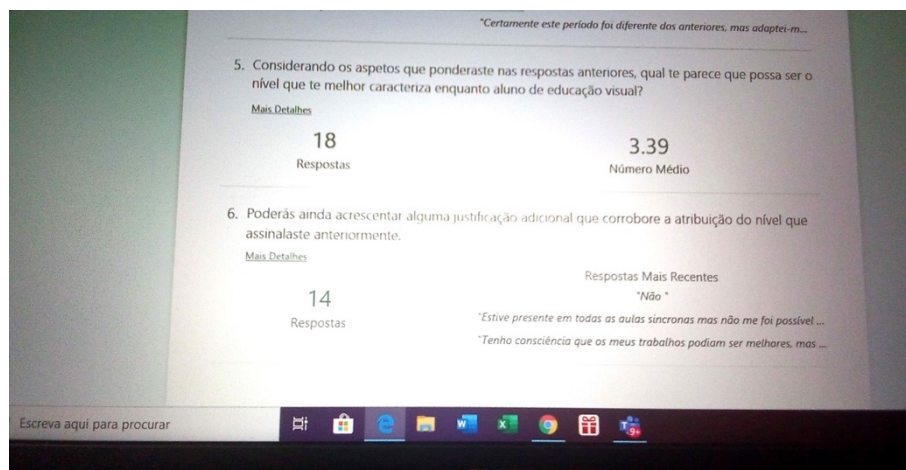 "Certamente este período foi diferente dos anteriores, mas adaptei-m...
5. Considerando os aspetos que ponderaste nas respostas anteriores, qual te parece que possa ser o
nível que te melhor caracteriza enquanto aluno de educação visual?
Mais Detalhes
18
Respostas
3.39
Número Médio
6. Poderás ainda acrescentar alguma justificação adicional que corrobore a atribuição do nível que
assinalaste anteriormente.
Mais Detalhes
14
Respostas
Respostas Mais Recentes
"Não "
"Estive presente em todas as aulas síncronas mas não me foi possível ...
"Tenho consciência que os meus trabalhos podiam ser melhores, mas ...
Escreva aqui para procurar
W
X
T
9+